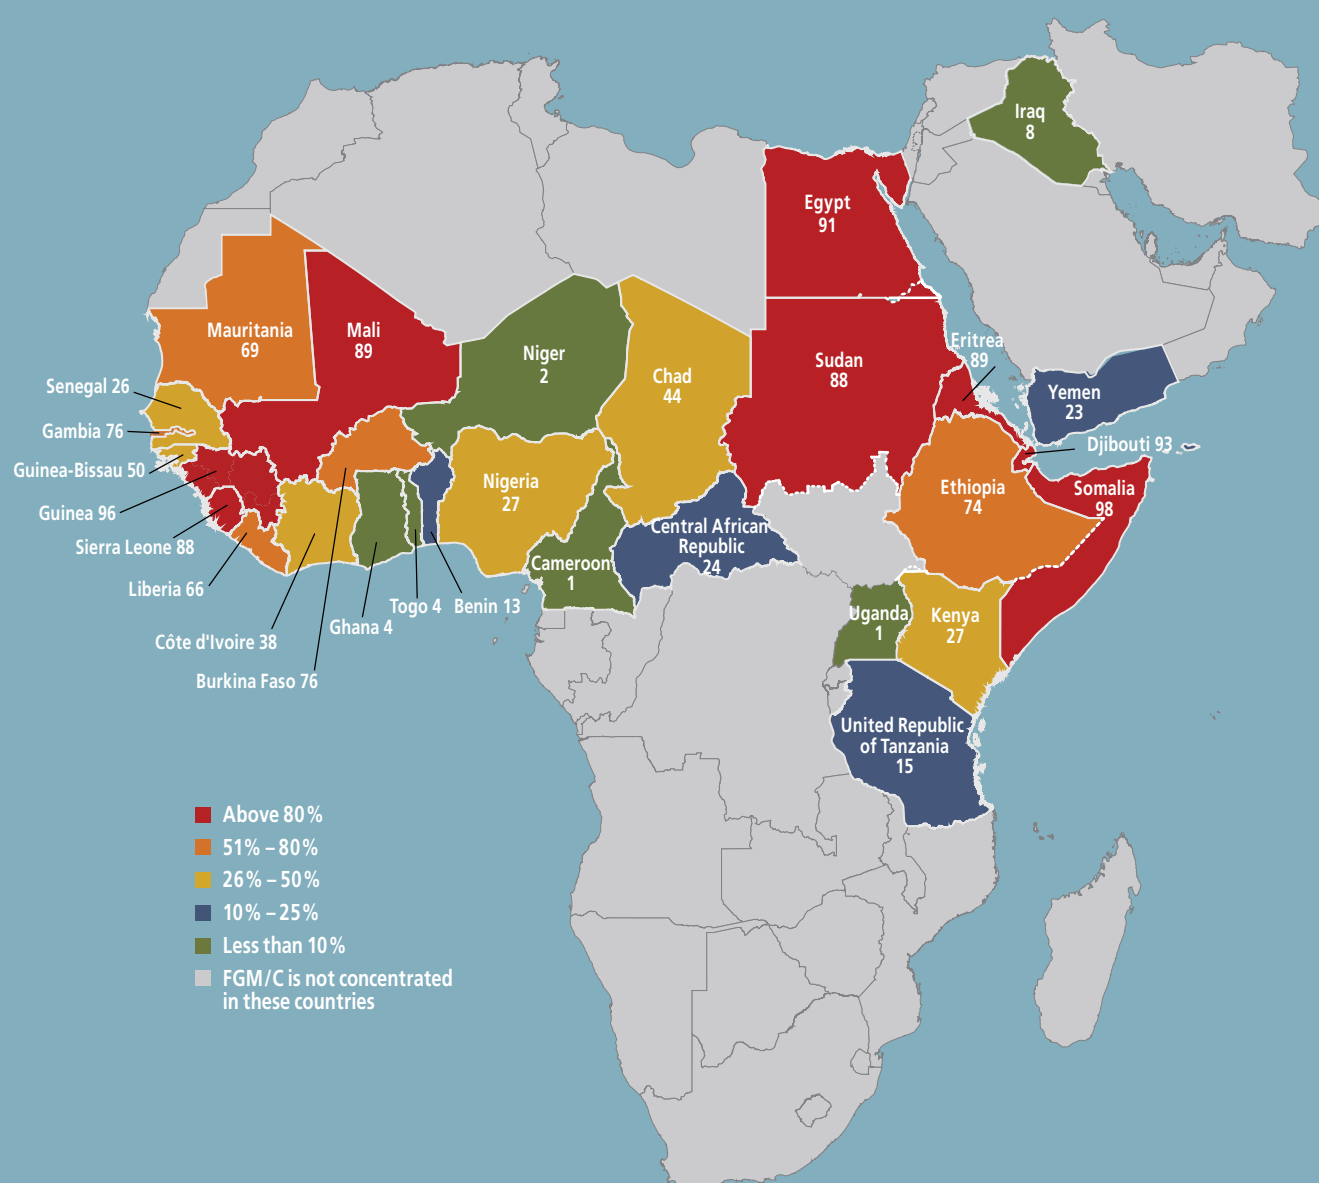 Iraq
8
Egypt
91
Mauritania
69
Mali
89
Niger
2
Chad
44
Sudan
88
Eritrea
89
Yemen
23
Senegal 26
Gambia 76
Guinea-Bissau 50
Guinea 96
Sierra Leone 88
Liberia 66
Côte d'Ivoire 38
Burkina Faso 76
Ghana 4
Togo 4
Benin 13
Nigeria
27
Cameroon
1
Central African
Republic
24
Ethiopia
74
Djibouti 93
Somalia
98
Uganda
1
Kenya
27
United Republic
of Tanzania
15
Above 80%
51% – 80%
26% – 50%
10% – 25%
Less than 10%
FGM/C is not concentrated
in these countries